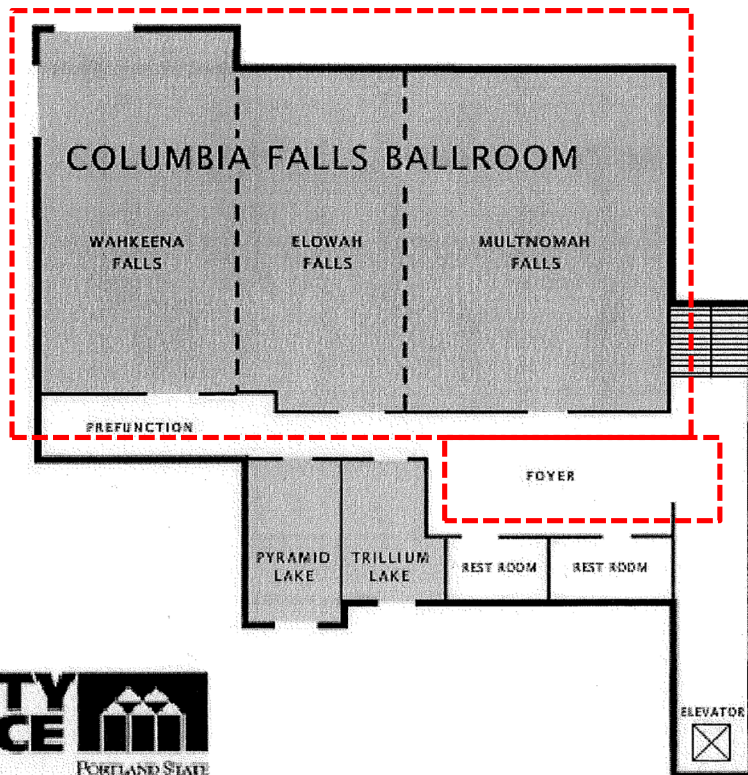 COLUMBIA FALLS BALLROOM
WAHKEENA
FALLS
ELOWAH
FALLS
MULTNOMAH
FALLS
PREFUNCTION
FOYER
PYRAMID
LAKE
TRILLIUM
LAKE
REST ROOM
REST ROOM
ELEVATOR
TY
CE
PORTLAND STATE